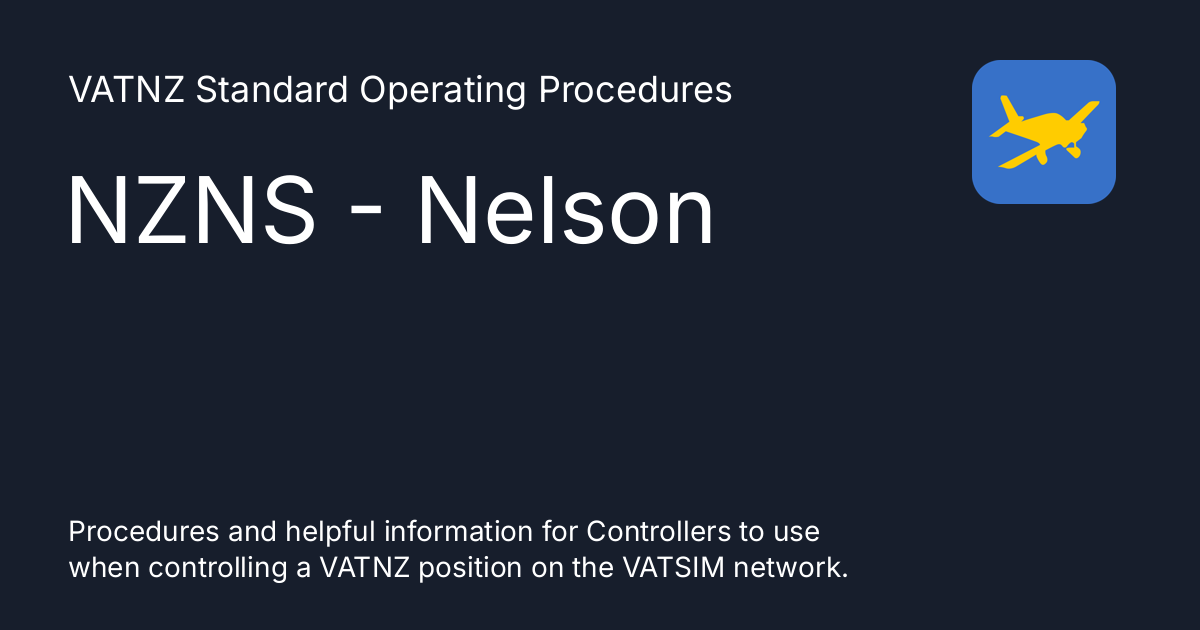 VATNZ Standard Operating Procedures
NZNS - Nelson
Procedures and helpful information for Controllers to use
when controlling a VATNZ position on the VATSIM network.